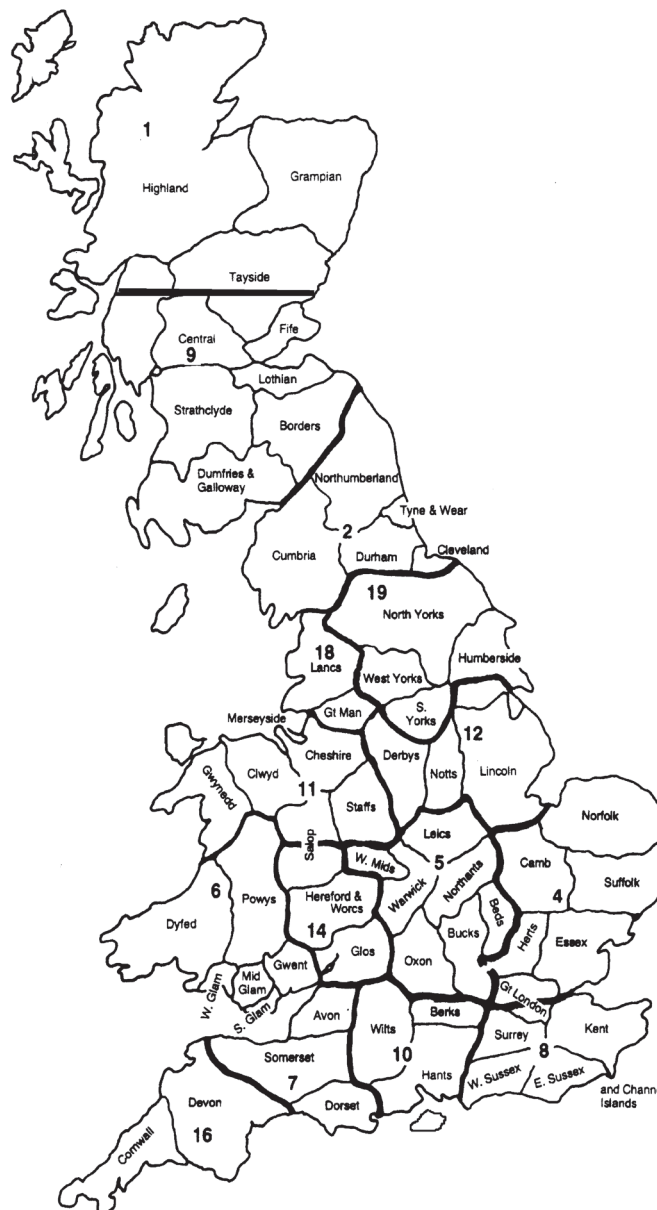 1
Highland
Grampian
Tayside
Central
9
Fife
Lothian
Strathclyde
Borders
Dumfries &
Galloway
Northumberland
Tyne & Wear
2
Cumbria
Durham
Cleveland
19
North Yorks
18
Lancs
West Yorks
Humberside
Merseyside
Gt Man
S.
Yorks
12
Cheshire
Derbys
Notts
Lincoln
Gwynedd
Clwyd
11
Staffs
Salop
Leics
Norfolk
W. Mids
5
Camb
6
Powys
Hereford &
Worcs
Warwick
Northants
4
Suffolk
Dyfed
14
Beds
Bucks
Herts
Essex
Gwent
Glos
Oxon
W. Glam
Mid
Glam
S. Glam
Gt London
Avon
Wilts
Berks
Surrey
Kent
Somerset
10
8
7
Hants
W. Sussex
E. Sussex
and Channe
Islands
Devon
Dorset
16
Cornwall